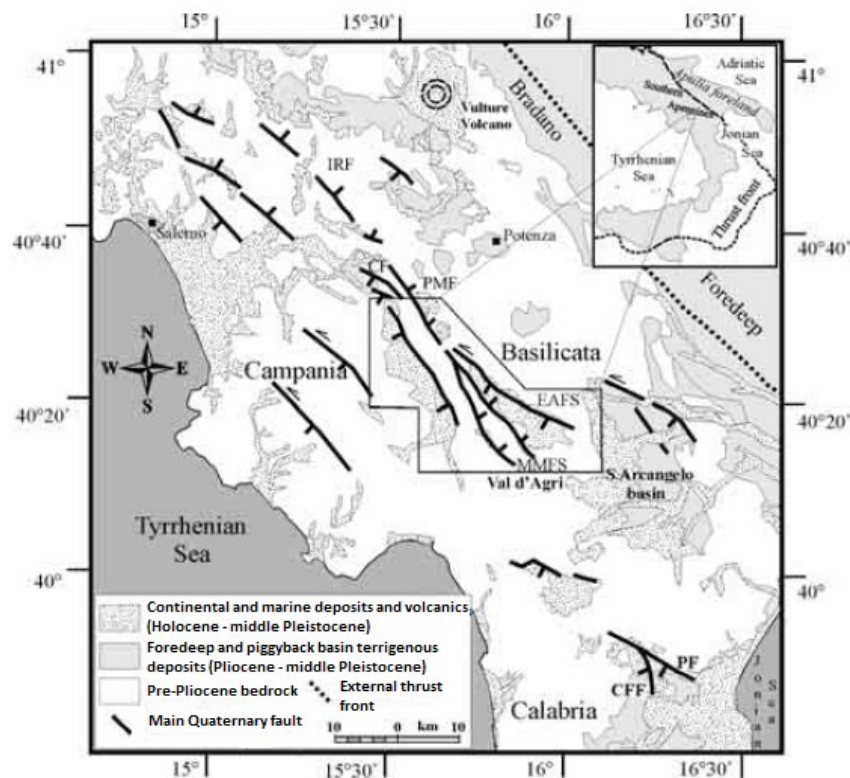 15°
15°30'
16°
16°30'
41°
41°
Bradano
Vulture
Volcano
Adriatic
Sea
Apulia foreland
Southern
Apennines
Jonian
Sea
Tyrrhenian
Sea
Thrust front
IRF
40°40'
Salerno
Potenza
40°40'
CF
PMF
Foredeep
N
W E
S
Campania
Basilicata
EAFS
40°20'
40°20'
MMFS
Val d'Agri
S.Arcangelo
basin
Tyrrhenian
Sea
40°
40°
Continental and marine deposits and volcanics,
(Holocene - middle Pleistocene)
Foredeep and piggyback basin terrigenous
deposits (Pliocene - middle Pleistocene)
Pre-Pliocene bedrock
External thrust
front
Main Quaternary fault
10 0 km 10
PF
CFF
Calabria
Jonian
Sea
15°
15°30'
16°
16°30'